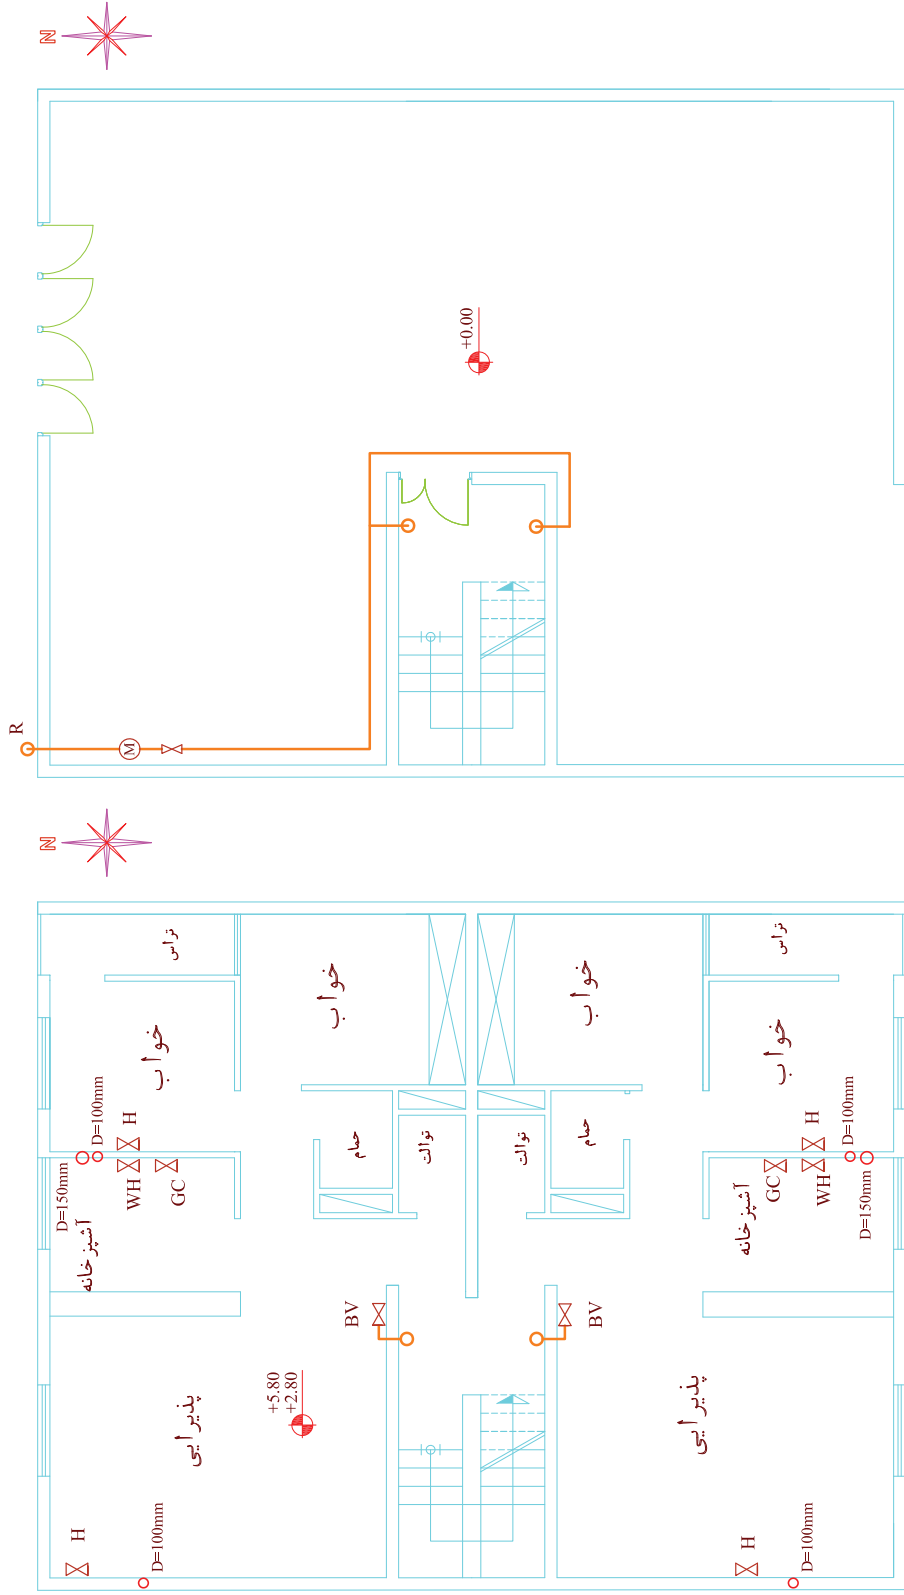 N
+0.00
R
M
N
تراس
تراس
خواب
خواب
خواب
خواب
D=100mm
H
H
D=100mm
حمام
توالت
توالت
حمام
D=150mm
WH
GC
GC
WH
D=150mm
آشپزخانه
آشپزخانه
BV
BV
+5.80
+2.80
پذیرایی
پذیرایی
H
D=100mm
H
D=100mm